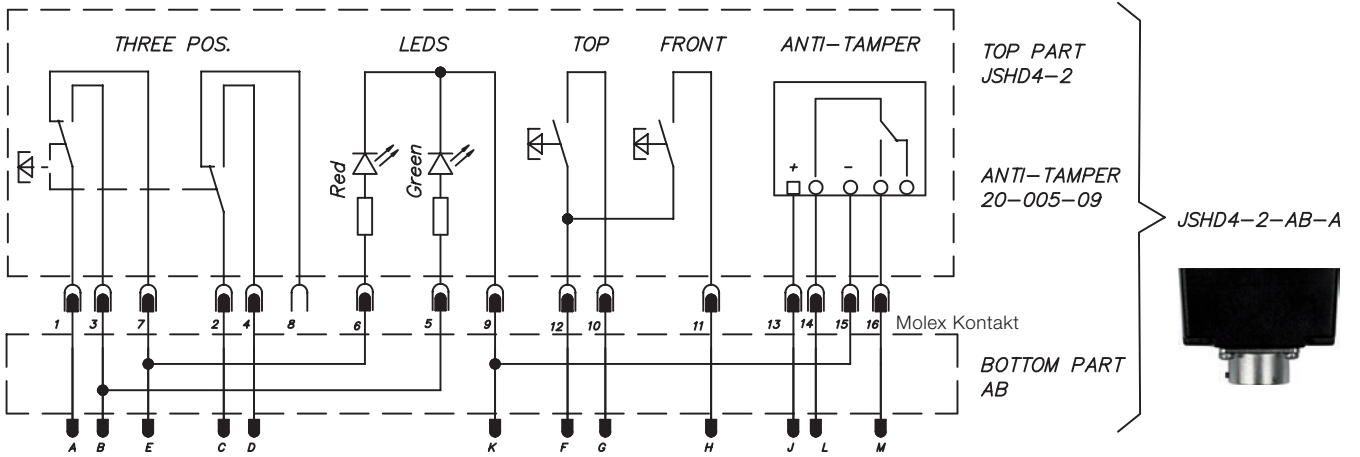 THREE POS.
LEDS
TOP
FRONT
ANTI-TAMPER
TOP PART
JSHD4-2
Red
Green
+
-
ANTI-TAMPER
20-005-09
JSHD4-2-AB-A
1 3 7 2 4 8 6 5 9 12 10 11 13 14 15 16 Molex Kontakt
BOTTOM PART
AB
A B E C D K F G H J L M